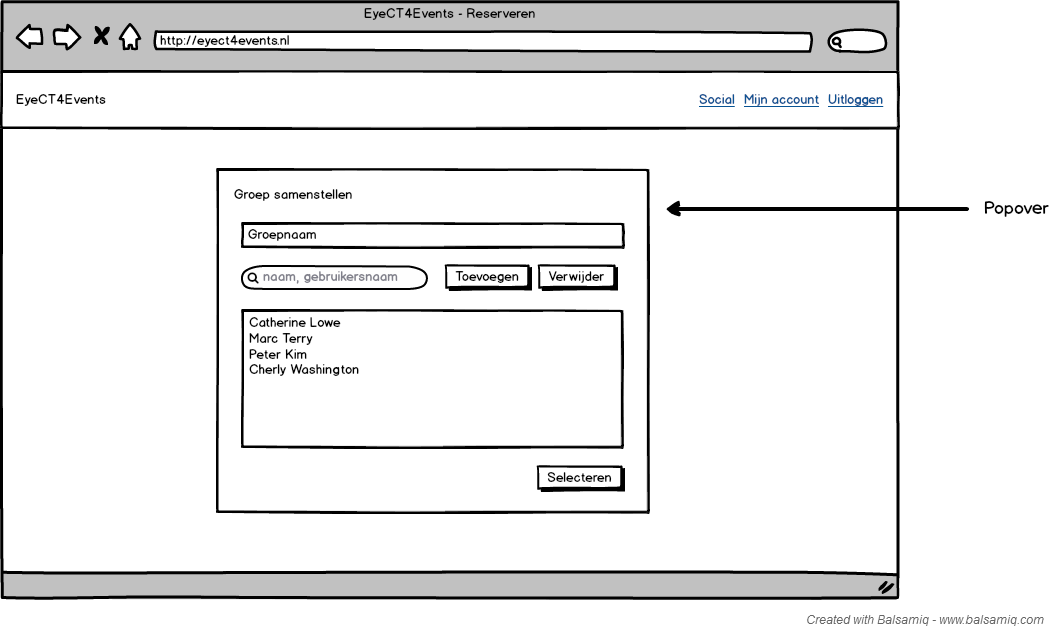 EyeCT4Events - Reserveren
http://eyect4events.nl
EyeCT4Events
Social Mijn account Uitloggen
Groep samenstellen
Popover
Groepnaam
naam, gebruikersnaam
Toevoegen Verwijder
Catherine Lowe
Marc Terry
Peter Kim
Cherly Washington
Selecteren
Created with Balsamiq - www.balsamiq.com